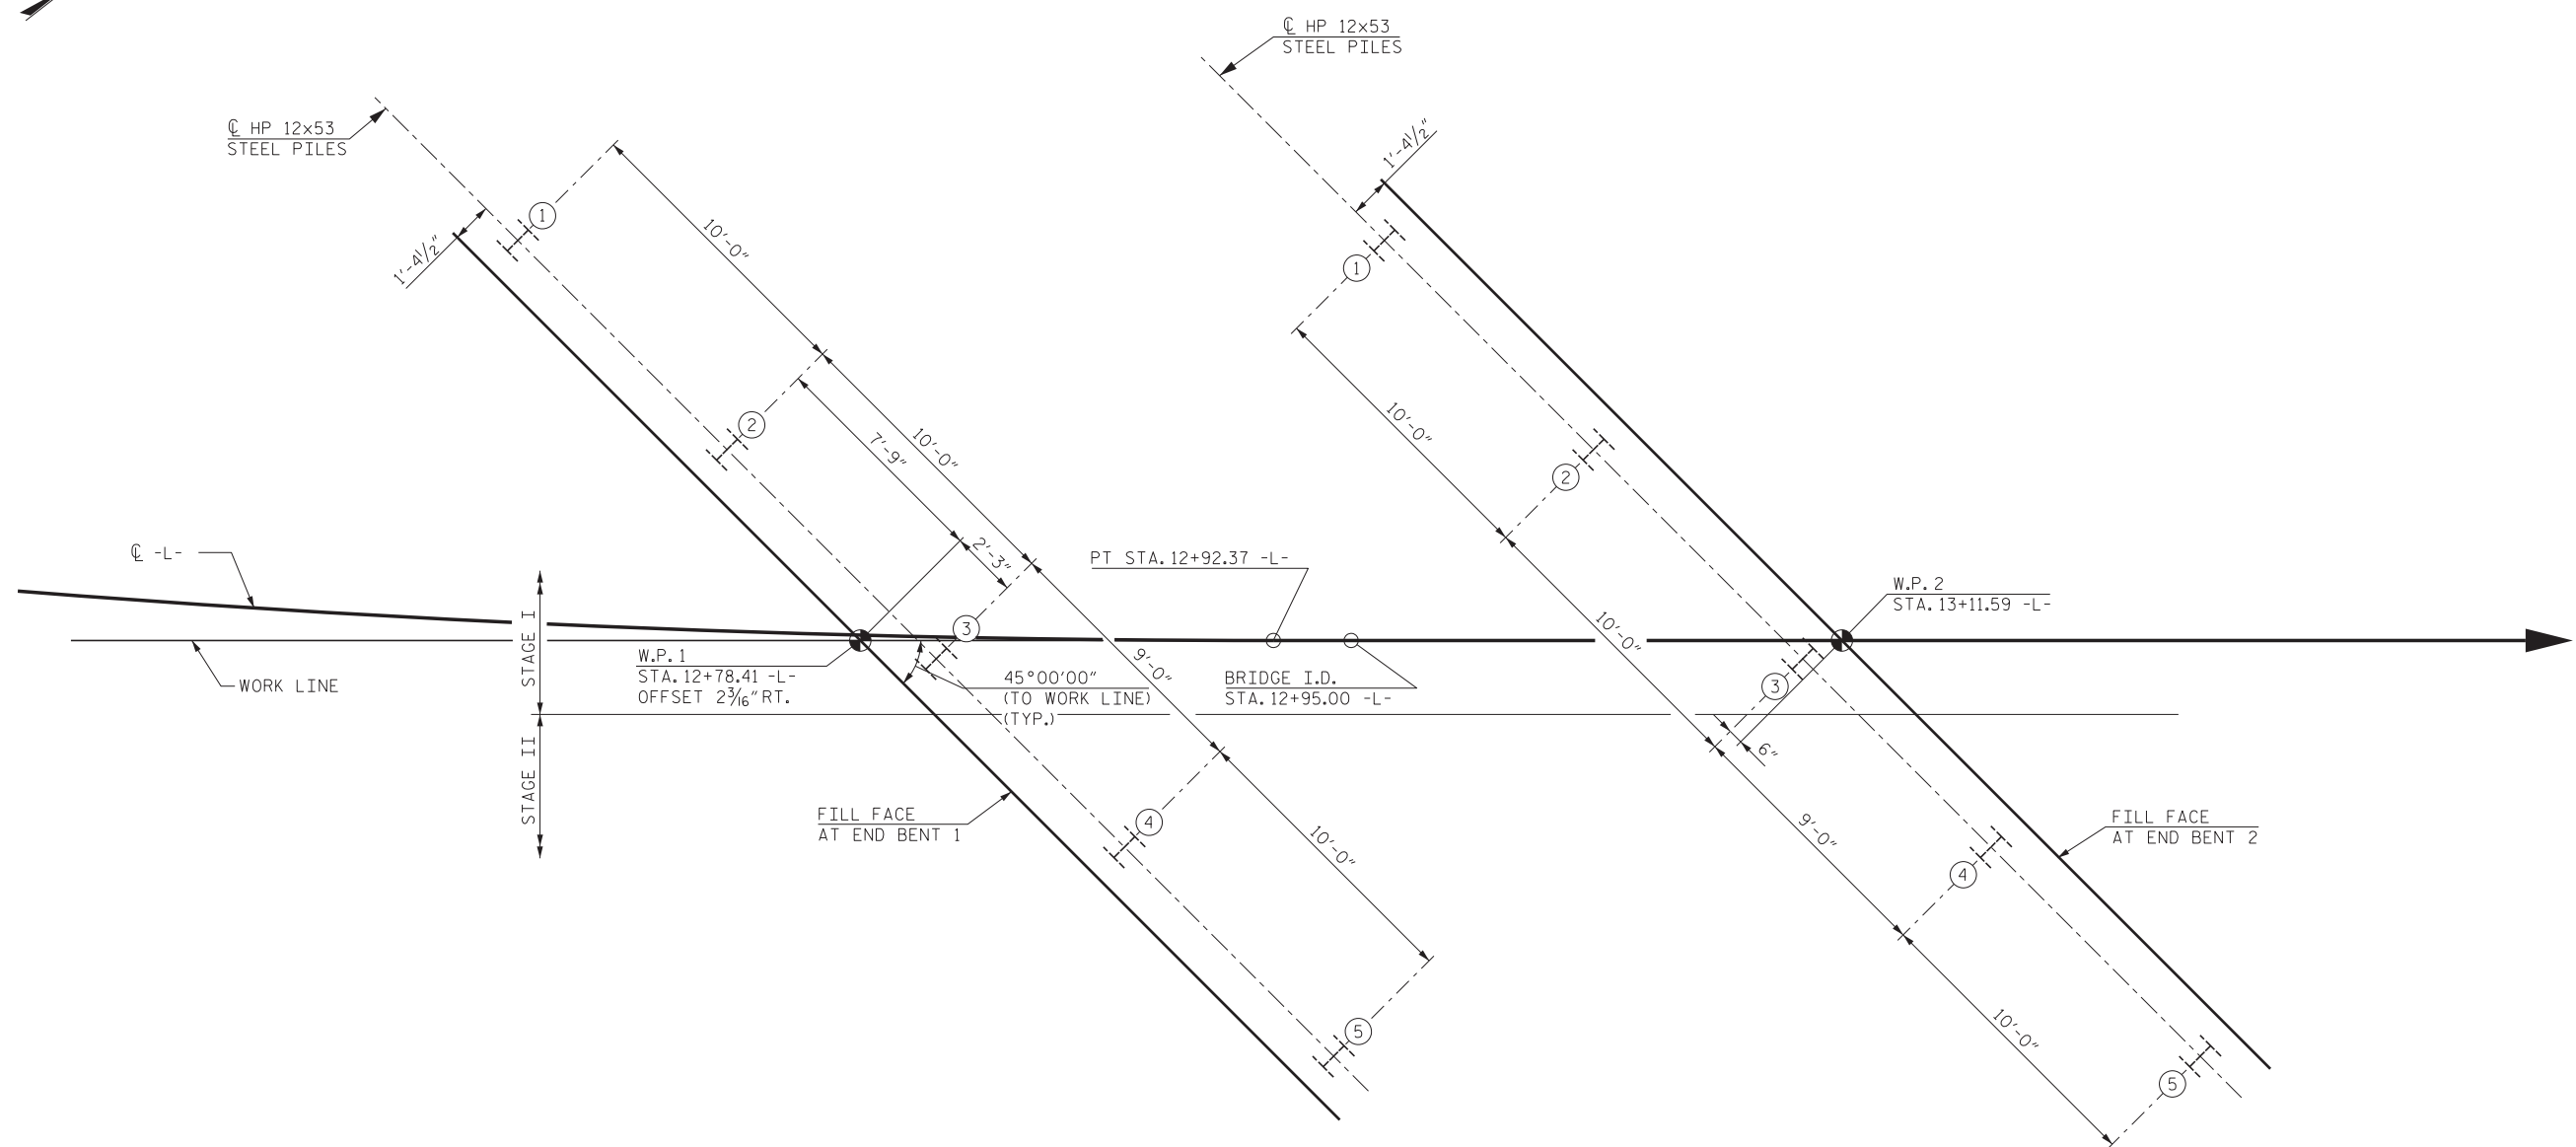 ℄ HP 12x53
STEEL PILES
℄ HP 12x53
STEEL PILES
1'-4½"
1'-4½"
1
10'-0"
2
7'-9"
10'-0"
2'-3"
3
9'-0"
4
10'-0"
5
1
10'-0"
2
10'-0"
3
6"
9'-0"
4
10'-0"
5
℄ -L-
WORK LINE
STAGE I
STAGE II
W.P. 1
STA. 12+78.41 -L-
OFFSET 2³⁄₁₆" RT.
45°00'00"
(TO WORK LINE)
(TYP.)
PT STA. 12+92.37 -L-
BRIDGE I.D.
STA. 12+95.00 -L-
W.P. 2
STA. 13+11.59 -L-
FILL FACE
AT END BENT 1
FILL FACE
AT END BENT 2